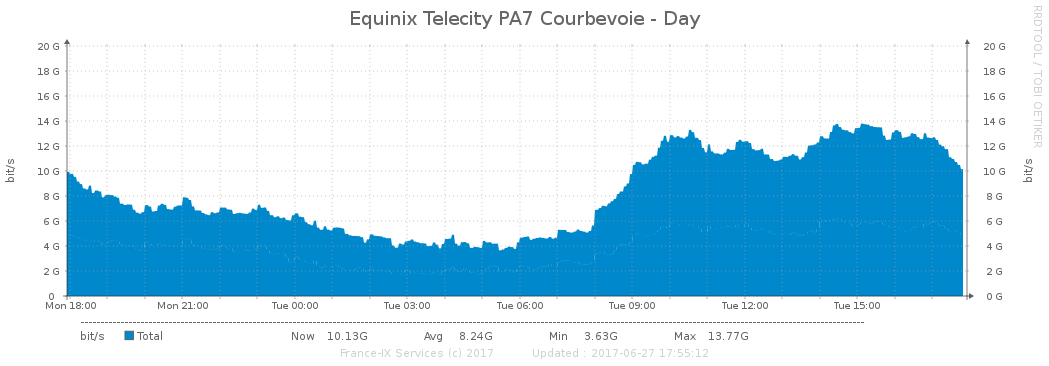 Equinix Telecity PA7 Courbevoie - Day
RRDTOOL / TOBI OETIKER
20 G 20 G
18 G 18 G
16 G 16 G
14 G 14 G
12 G 12 G
10 G 10 G
8 G 8 G
6 G 6 G
4 G 4 G
2 G 2 G
0 0 G
bit/s
bit/s
Mon 18:00 Mon 21:00 Tue 00:00 Tue 03:00 Tue 06:00 Tue 09:00 Tue 12:00 Tue 15:00
bit/s Total Now 10.13G Avg 8.24G Min 3.63G Max 13.77G
France-IX Services (c) 2017 Updated : 2017-06-27 17:55:12